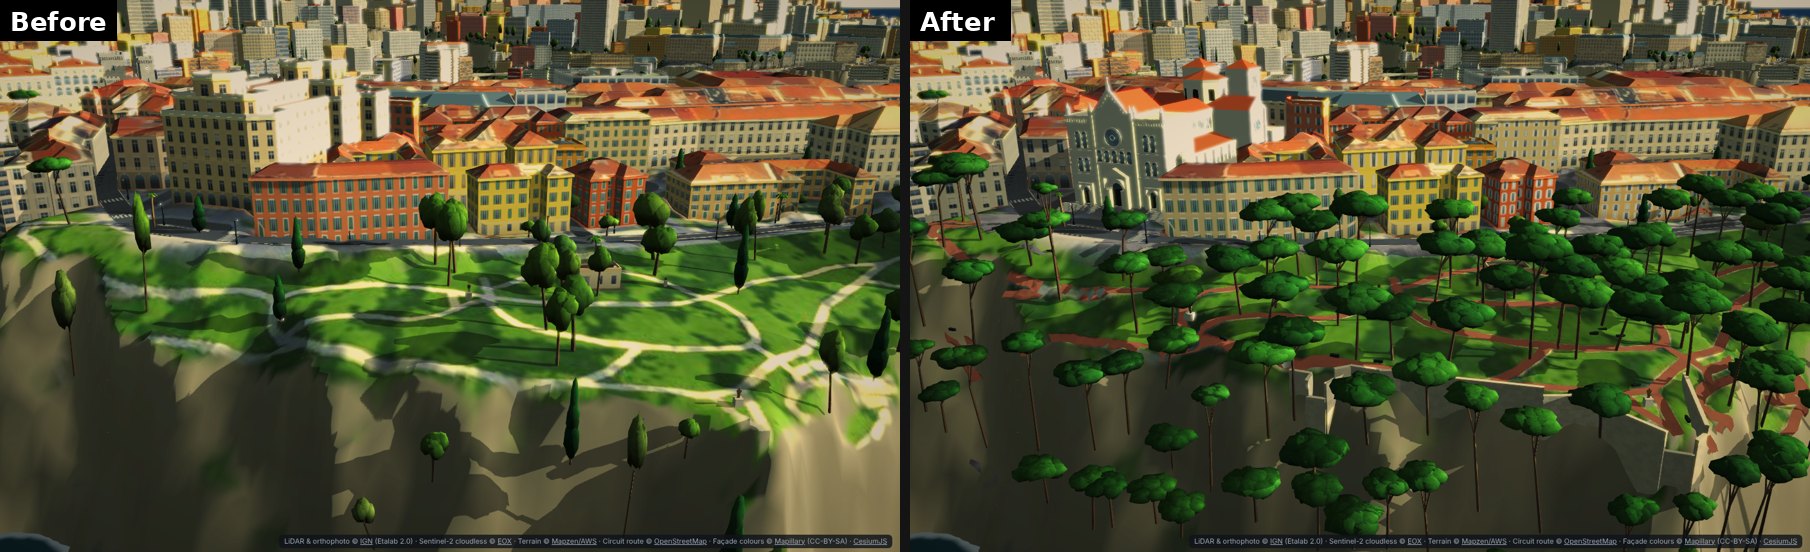 Before
After
LiDAR & orthophoto © IGN (Etalab 2.0) · Sentinel-2 cloudless © EOX · Terrain © Mapzen/AWS · Circuit route © OpenStreetMap · Façade colours © Mapillary (CC-BY-SA) · CesiumJS
LiDAR & orthophoto © IGN (Etalab 2.0) · Sentinel-2 cloudless © EOX · Terrain © Mapzen/AWS · Circuit route © OpenStreetMap · Façade colours © Mapillary (CC-BY-SA) · CesiumJS